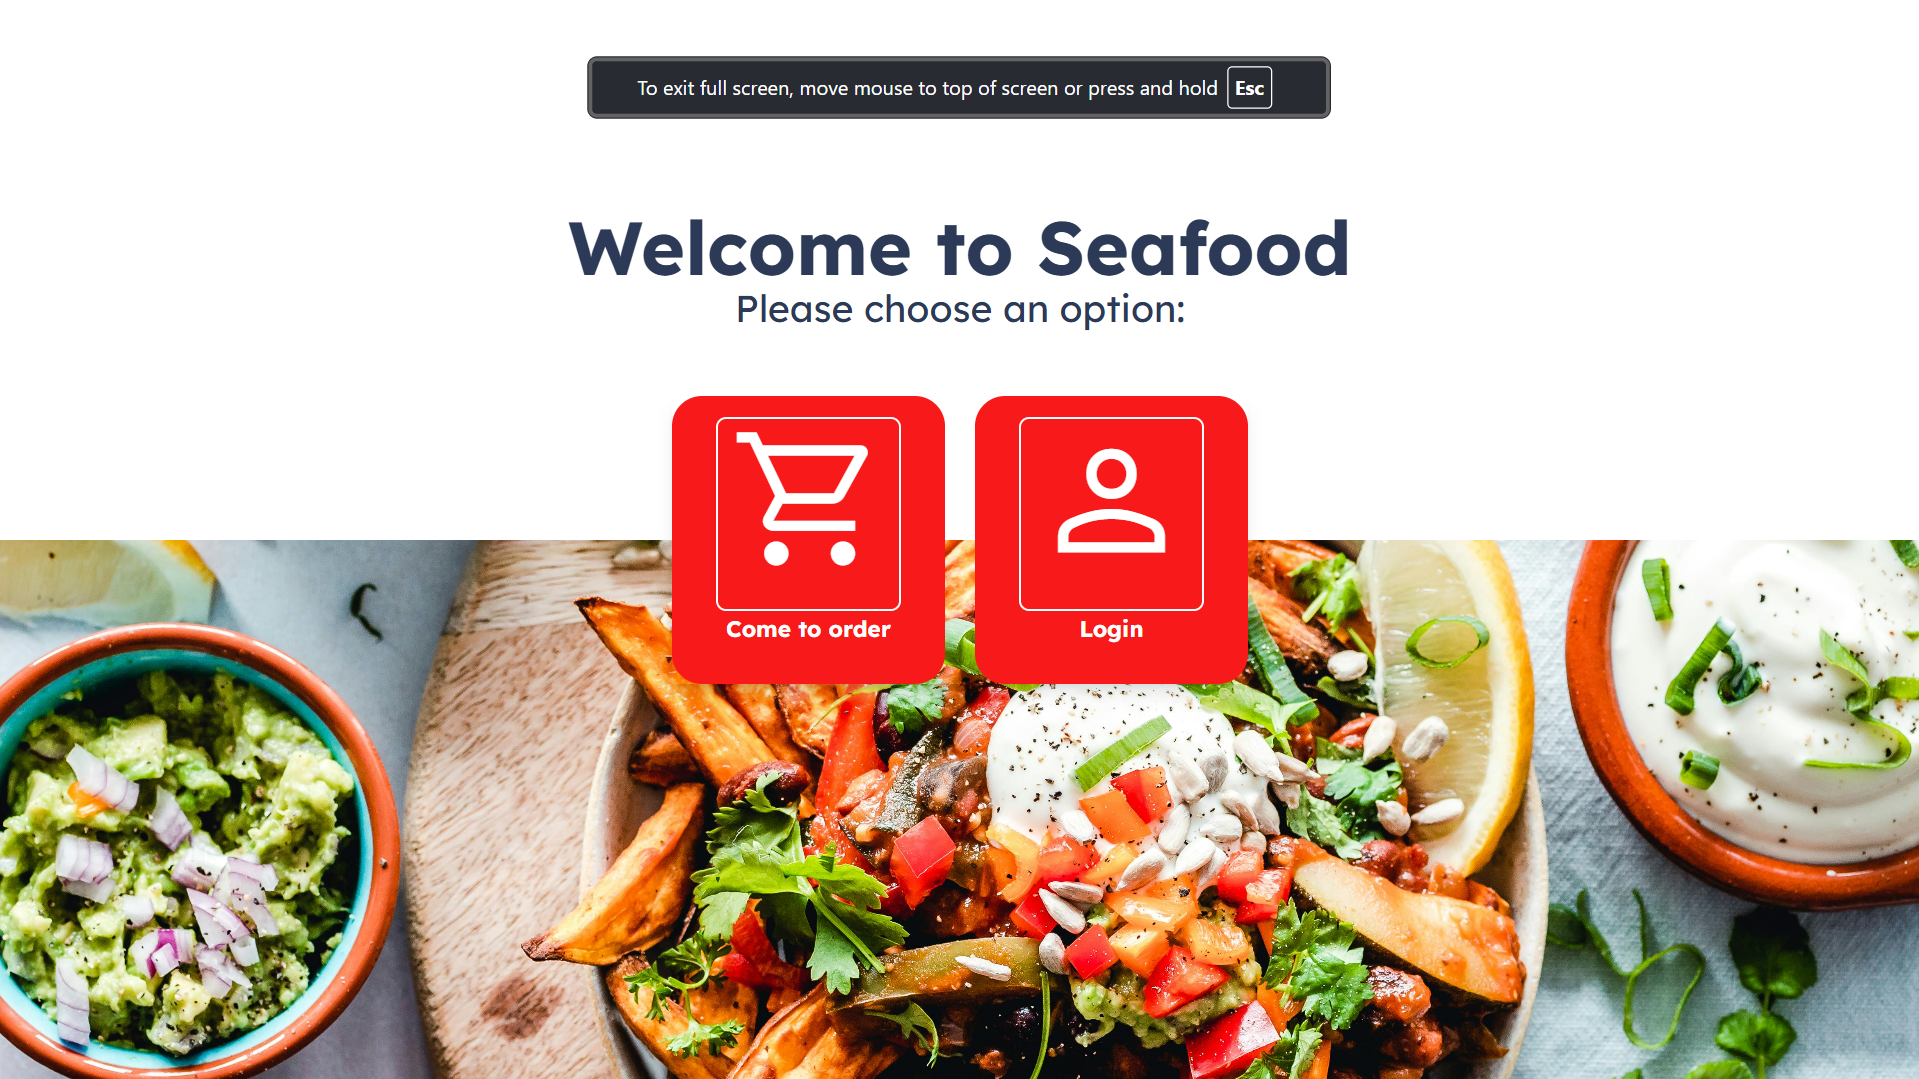 To exit full screen, move mouse to top of screen or press and hold Esc
Welcome to Seafood
Please choose an option:
Come to order
Login